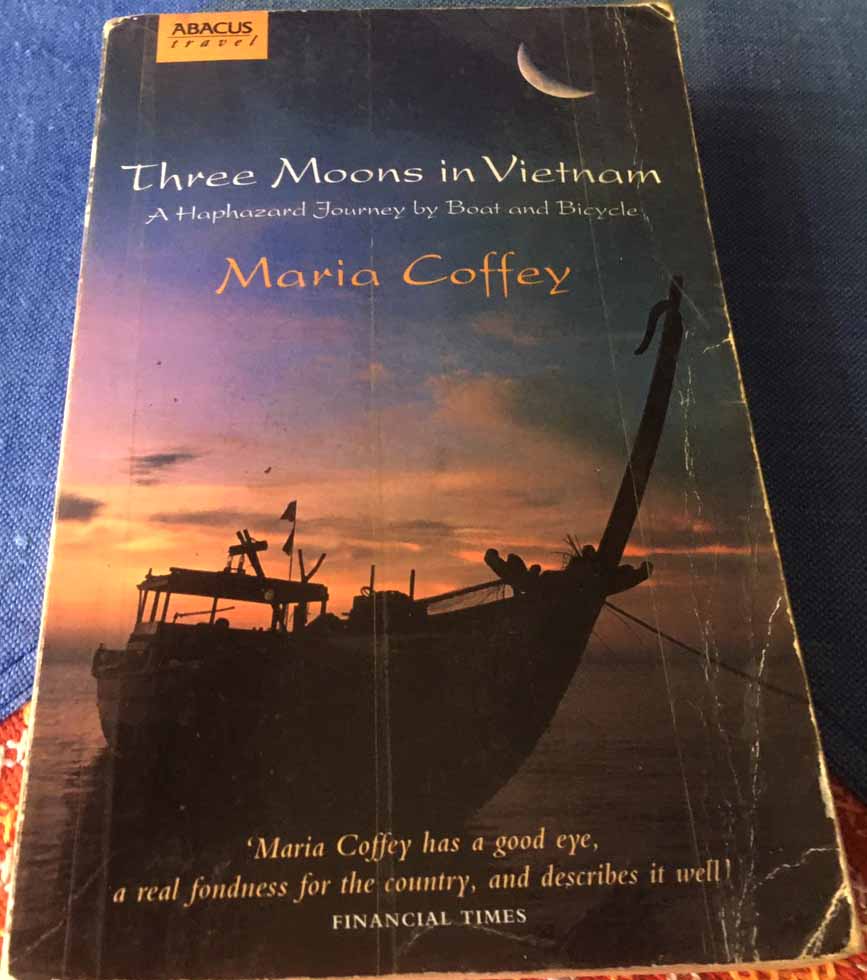 ABACUS
travel
Three Moons in Vietnam
A Haphazard Journey by Boat and Bicycle
Maria Coffey
‘Maria Coffey has a good eye,
a real fondness for the country, and describes it well’
FINANCIAL TIMES